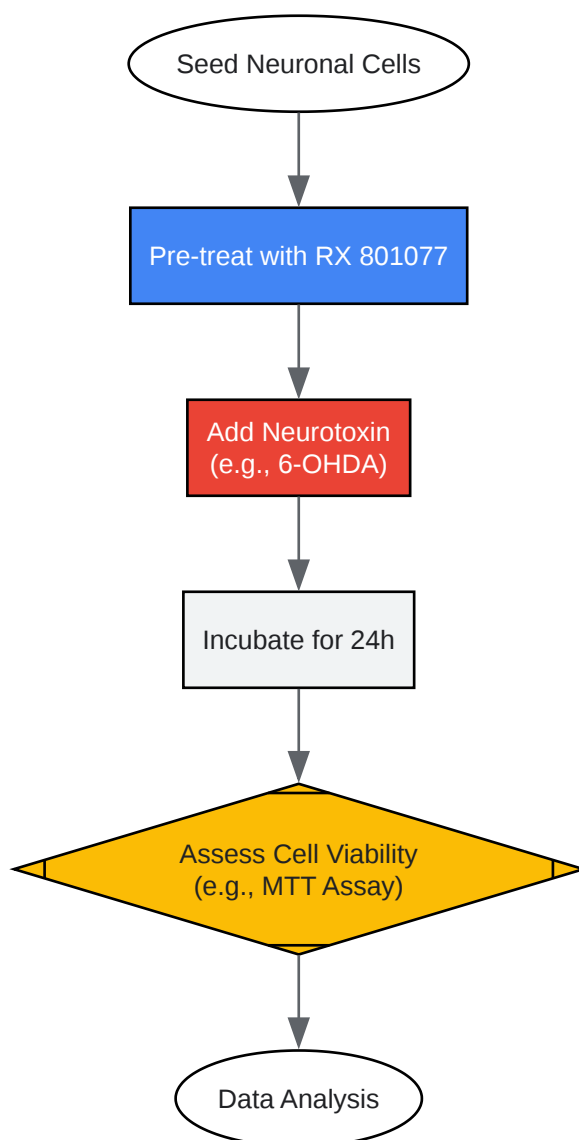 Seed Neuronal Cells
Pre-treat with RX 801077
Add Neurotoxin
(e.g., 6-OHDA)
Incubate for 24h
Assess Cell Viability
(e.g., MTT Assay)
Data Analysis